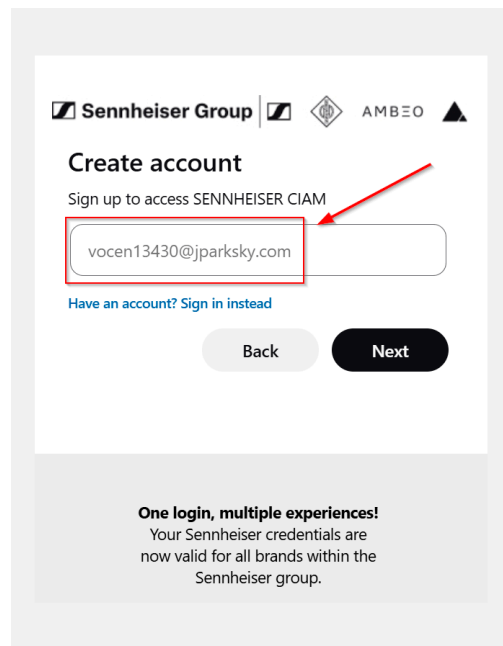 Sennheiser Group AMBEO
Create account
Sign up to access SENNHEISER CIAM
vocen13430@jparksky.com
Have an account? Sign in instead
Back Next
One login, multiple experiences!
Your Sennheiser credentials are
now valid for all brands within the
Sennheiser group.